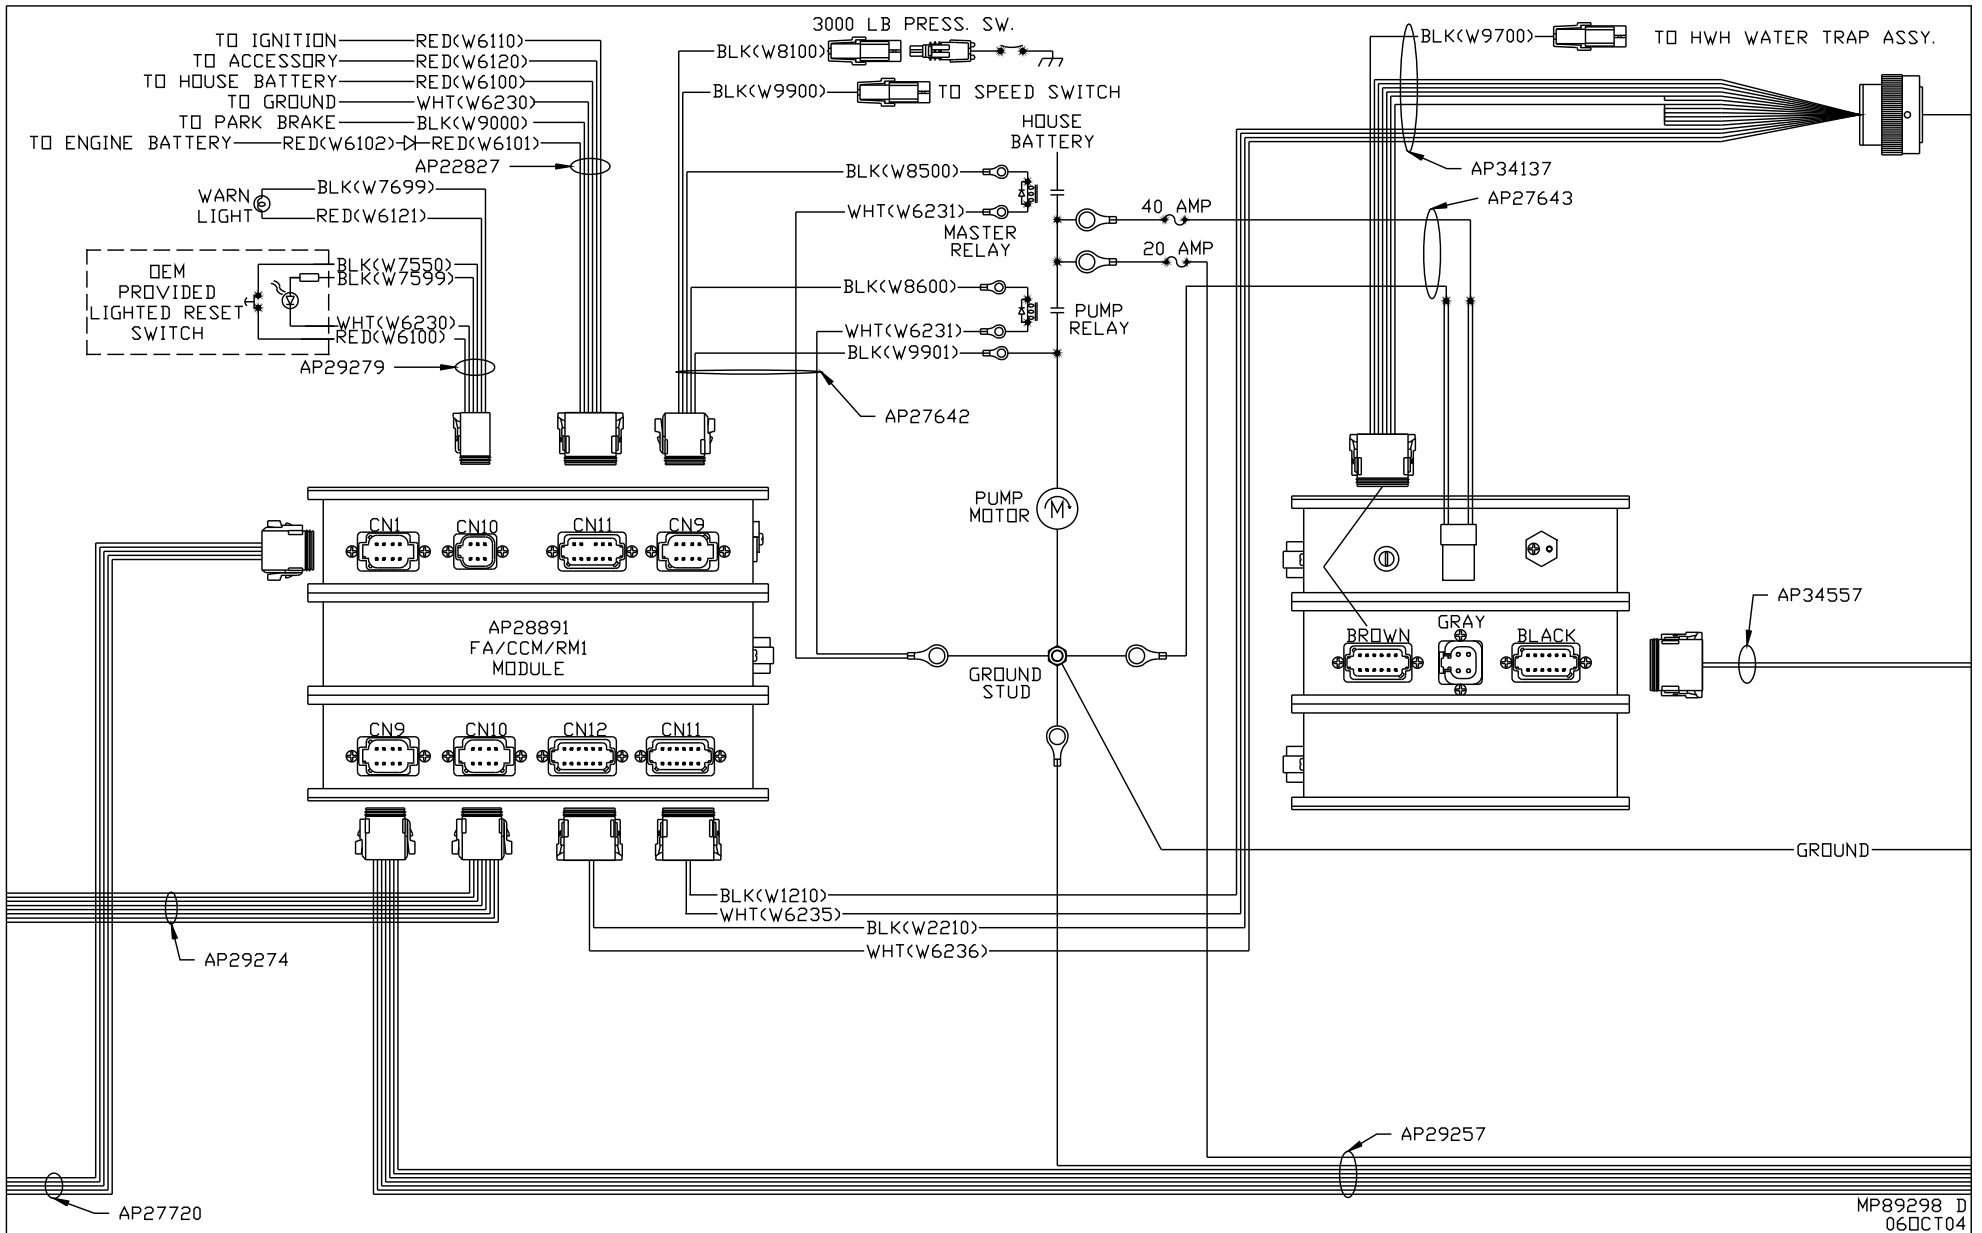 3000 LB PRESS. SW.
TO IGNITION RED(W6110)
TO ACCESSORY RED(W6120)
TO HOUSE BATTERY RED(W6100)
TO GROUND WHT(W6230)
TO PARK BRAKE BLK(W9000)
TO ENGINE BATTERY RED(W6102) RED(W6101)
AP22827
BLK(W8100)
BLK(W9900) TO SPEED SWITCH
BLK(W9700) TO HWH WATER TRAP ASSY.
HOUSE
BATTERY
AP34137
AP27643
WARN
LIGHT
BLK(W7699)
RED(W6121)
BLK(W8500)
WHT(W6231)
MASTER
RELAY
40 AMP
20 AMP
OEM
PROVIDED
LIGHTED RESET
SWITCH
BLK(W7550)
BLK(W7599)
WHT(W6230)
RED(W6100)
AP29279
BLK(W8600)
WHT(W6231)
BLK(W9901)
PUMP
RELAY
AP27642
PUMP
MOTOR
M
CN1 CN10 CN11 CN9
AP28891
FA/CCM/RM1
MODULE
CN9 CN10 CN12 CN11
GROUND
STUD
BROWN GRAY BLACK
AP34557
GROUND
BLK(W1210)
WHT(W6235)
BLK(W2210)
WHT(W6236)
AP29274
AP29257
AP27720
MP89298 D
06OCT04